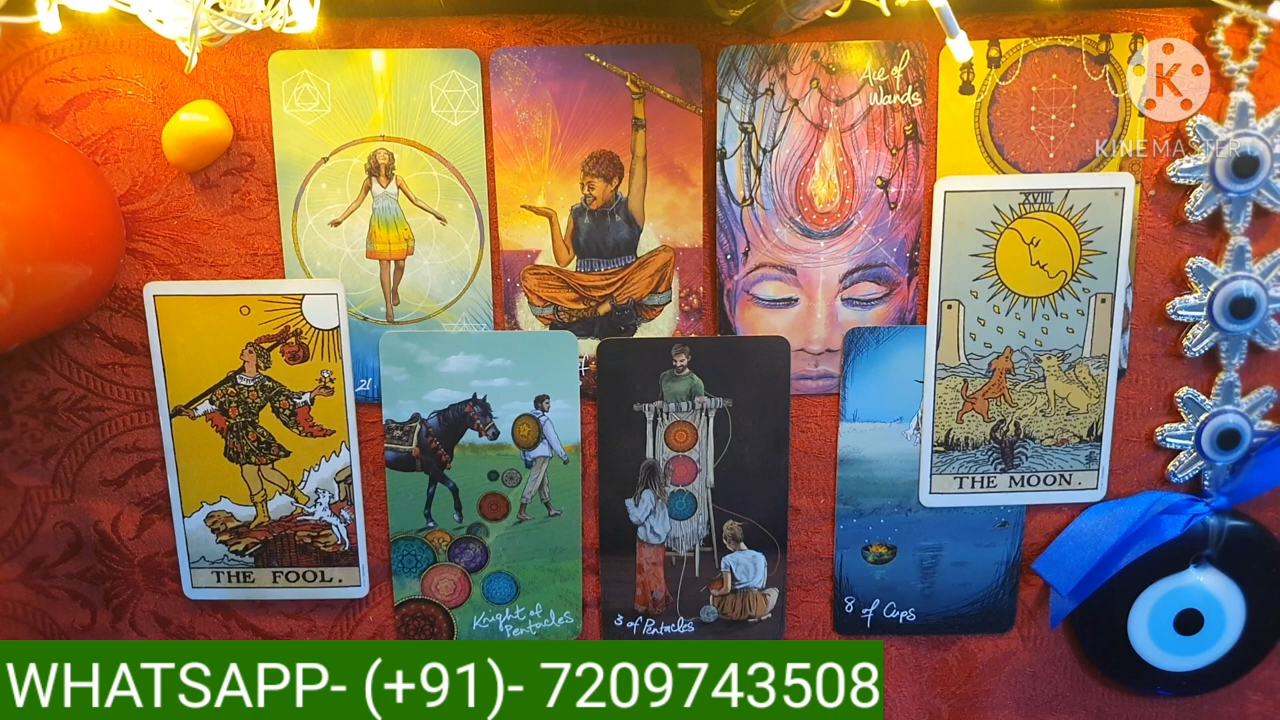 Ace of
Wands
K
KINEMASTER
XVIII
21
THE MOON.
THE FOOL.
Knight of
Pentacles
3 of Pentacles
8 of Cups
WHATSAPP- (+91)- 7209743508